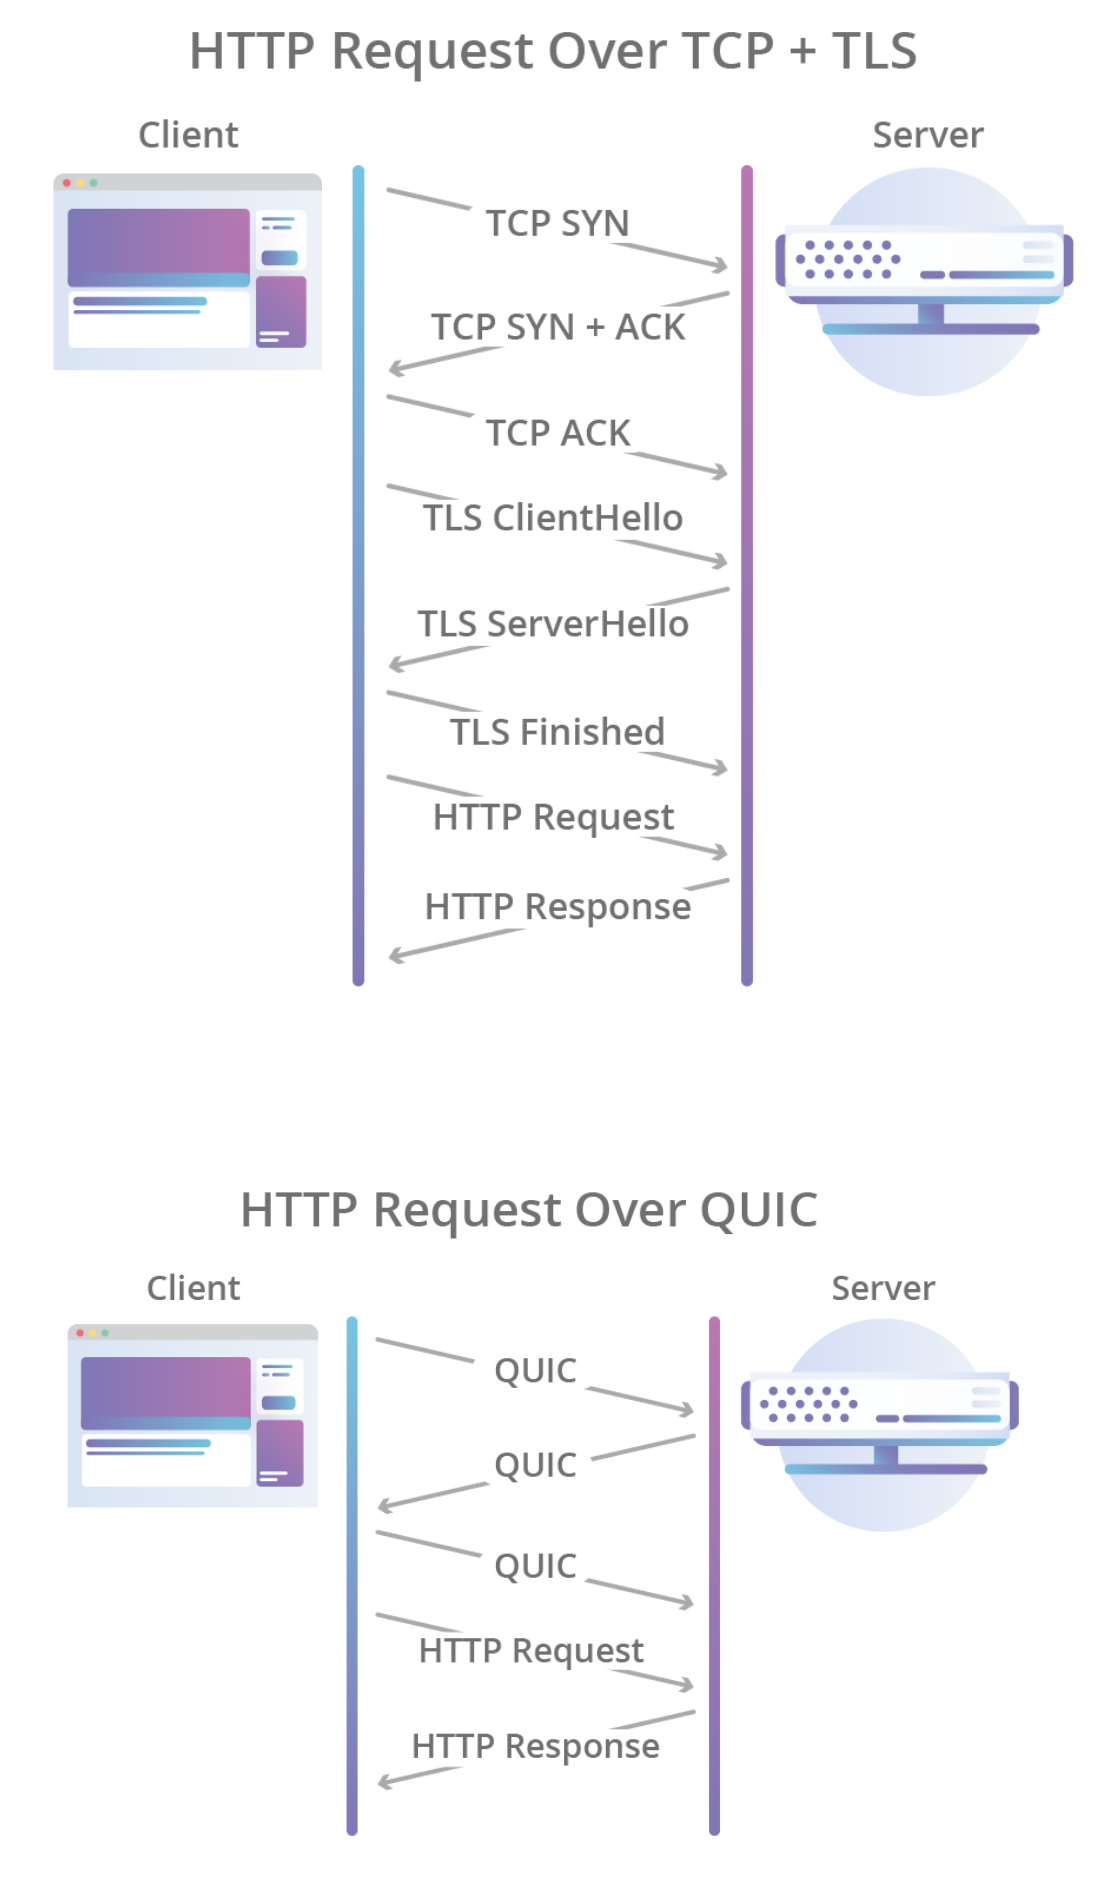 HTTP Request Over TCP + TLS
Client
Server
TCP SYN
TCP SYN + ACK
TCP ACK
TLS ClientHello
TLS ServerHello
TLS Finished
HTTP Request
HTTP Response
HTTP Request Over QUIC
Client
Server
QUIC
QUIC
QUIC
HTTP Request
HTTP Response